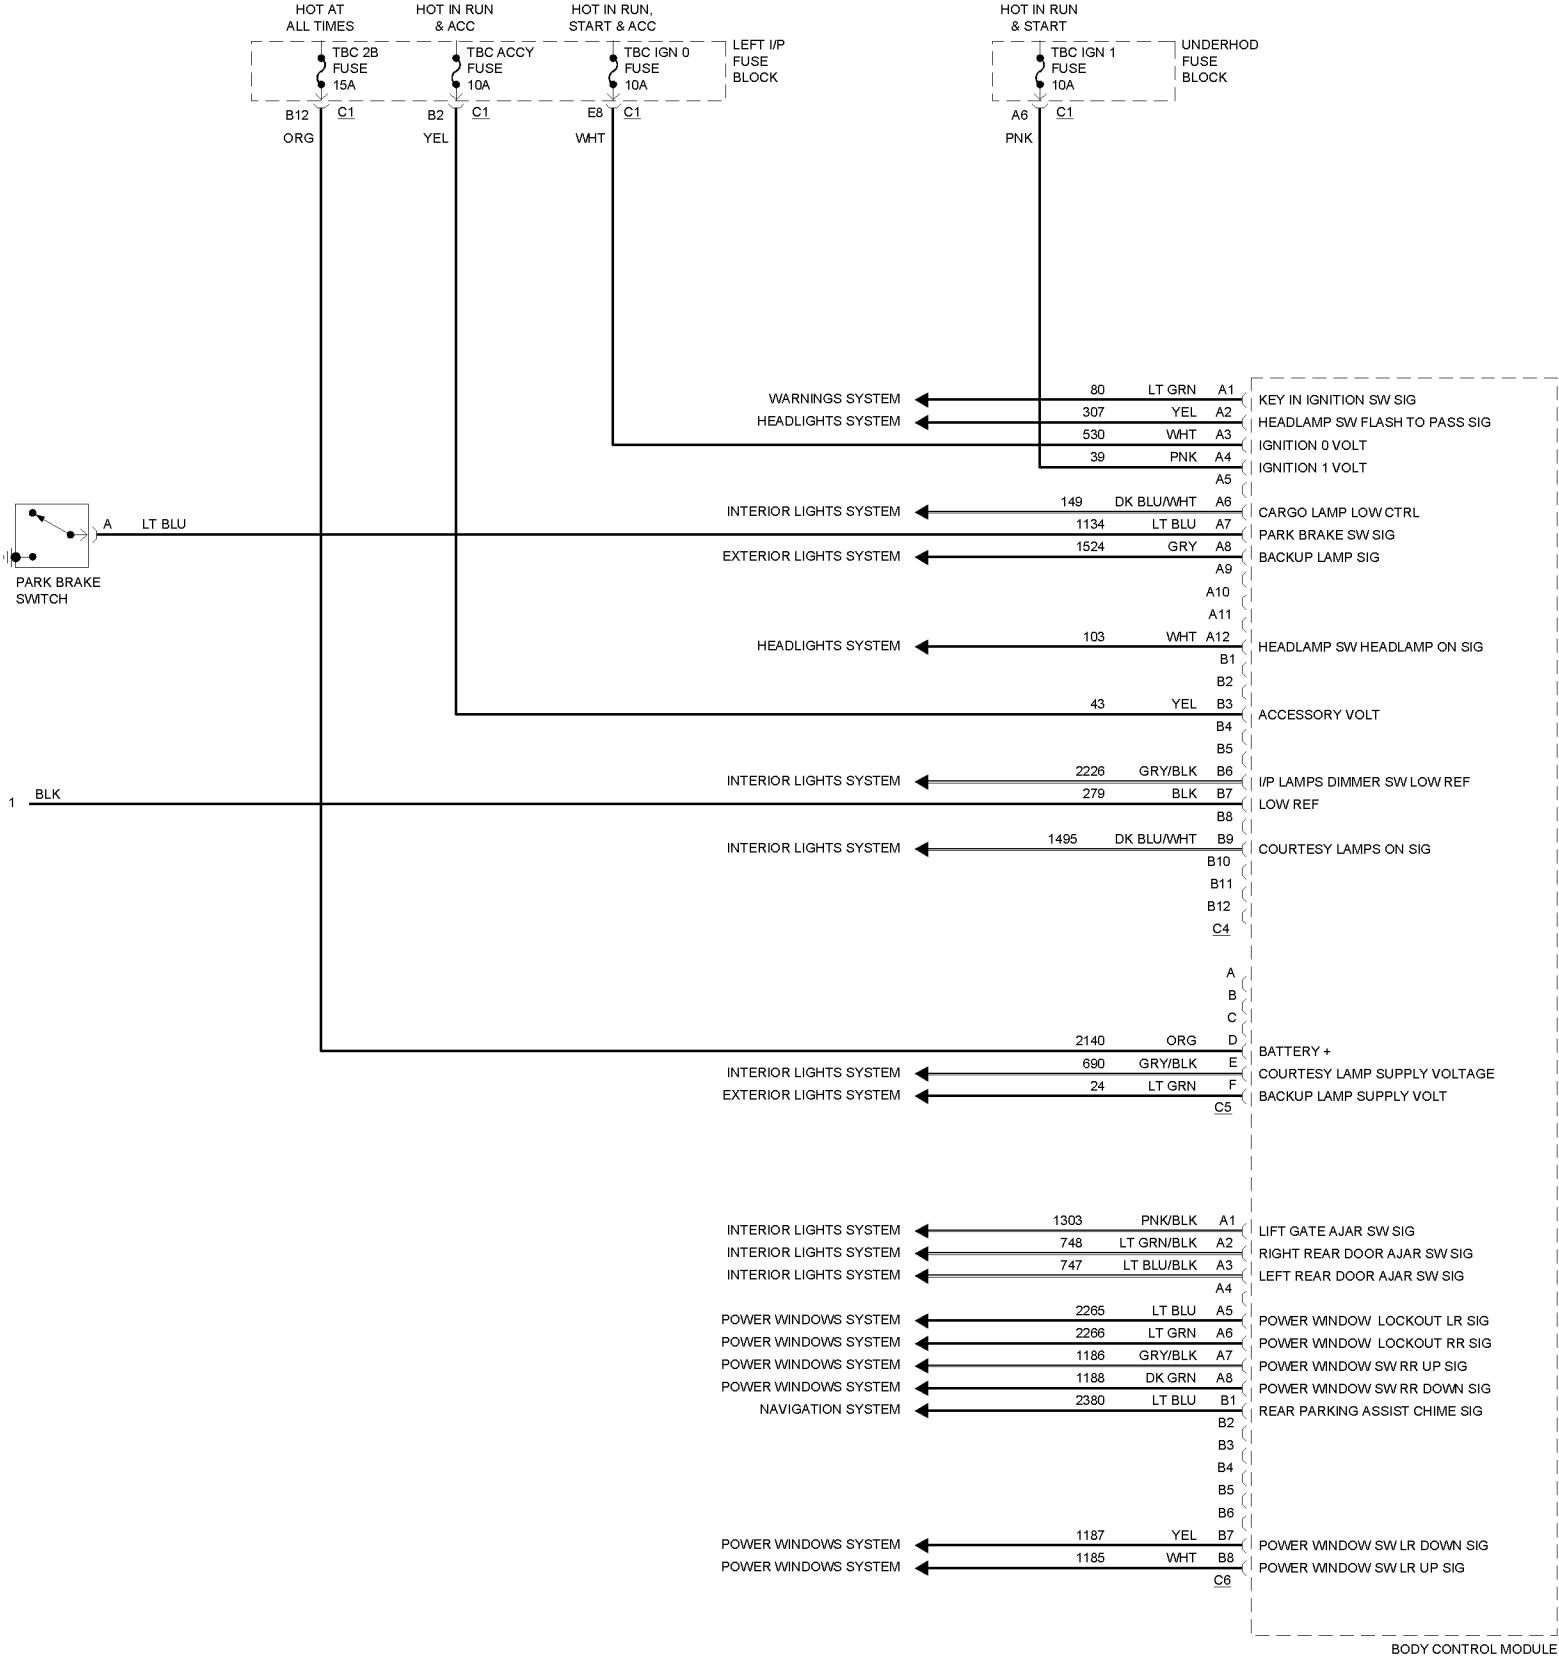 HOT AT
ALL TIMES
HOT IN RUN
& ACC
HOT IN RUN,
START & ACC
HOT IN RUN
& START
TBC 2B
FUSE
15A
TBC ACCY
FUSE
10A
TBC IGN 0
FUSE
10A
LEFT I/P
FUSE
BLOCK
TBC IGN 1
FUSE
10A
UNDERHOD
FUSE
BLOCK
B12 C1
ORG
B2 C1
YEL
E8 C1
WHT
A6 C1
PNK
WARNINGS SYSTEM 80 LT GRN A1 KEY IN IGNITION SW SIG
HEADLIGHTS SYSTEM 307 YEL A2 HEADLAMP SW FLASH TO PASS SIG
530 WHT A3 IGNITION 0 VOLT
39 PNK A4 IGNITION 1 VOLT
A5
INTERIOR LIGHTS SYSTEM 149 DK BLU/WHT A6 CARGO LAMP LOW CTRL
A LT BLU 1134 LT BLU A7 PARK BRAKE SW SIG
EXTERIOR LIGHTS SYSTEM 1524 GRY A8 BACKUP LAMP SIG
PARK BRAKE
SWITCH
A9
A10
A11
HEADLIGHTS SYSTEM 103 WHT A12 HEADLAMP SW HEADLAMP ON SIG
B1
B2
43 YEL B3 ACCESSORY VOLT
B4
B5
INTERIOR LIGHTS SYSTEM 2226 GRY/BLK B6 I/P LAMPS DIMMER SW LOW REF
1 BLK 279 BLK B7 LOW REF
B8
INTERIOR LIGHTS SYSTEM 1495 DK BLU/WHT B9 COURTESY LAMPS ON SIG
B10
B11
B12
C4
A
B
C
2140 ORG D BATTERY +
INTERIOR LIGHTS SYSTEM 690 GRY/BLK E COURTESY LAMP SUPPLY VOLTAGE
EXTERIOR LIGHTS SYSTEM 24 LT GRN F BACKUP LAMP SUPPLY VOLT
C5
INTERIOR LIGHTS SYSTEM 1303 PNK/BLK A1 LIFT GATE AJAR SW SIG
INTERIOR LIGHTS SYSTEM 748 LT GRN/BLK A2 RIGHT REAR DOOR AJAR SW SIG
INTERIOR LIGHTS SYSTEM 747 LT BLU/BLK A3 LEFT REAR DOOR AJAR SW SIG
A4
POWER WINDOWS SYSTEM 2265 LT BLU A5 POWER WINDOW LOCKOUT LR SIG
POWER WINDOWS SYSTEM 2266 LT GRN A6 POWER WINDOW LOCKOUT RR SIG
POWER WINDOWS SYSTEM 1186 GRY/BLK A7 POWER WINDOW SW RR UP SIG
POWER WINDOWS SYSTEM 1188 DK GRN A8 POWER WINDOW SW RR DOWN SIG
NAVIGATION SYSTEM 2380 LT BLU B1 REAR PARKING ASSIST CHIME SIG
B2
B3
B4
B5
B6
POWER WINDOWS SYSTEM 1187 YEL B7 POWER WINDOW SW LR DOWN SIG
POWER WINDOWS SYSTEM 1185 WHT B8 POWER WINDOW SW LR UP SIG
C6
BODY CONTROL MODULE